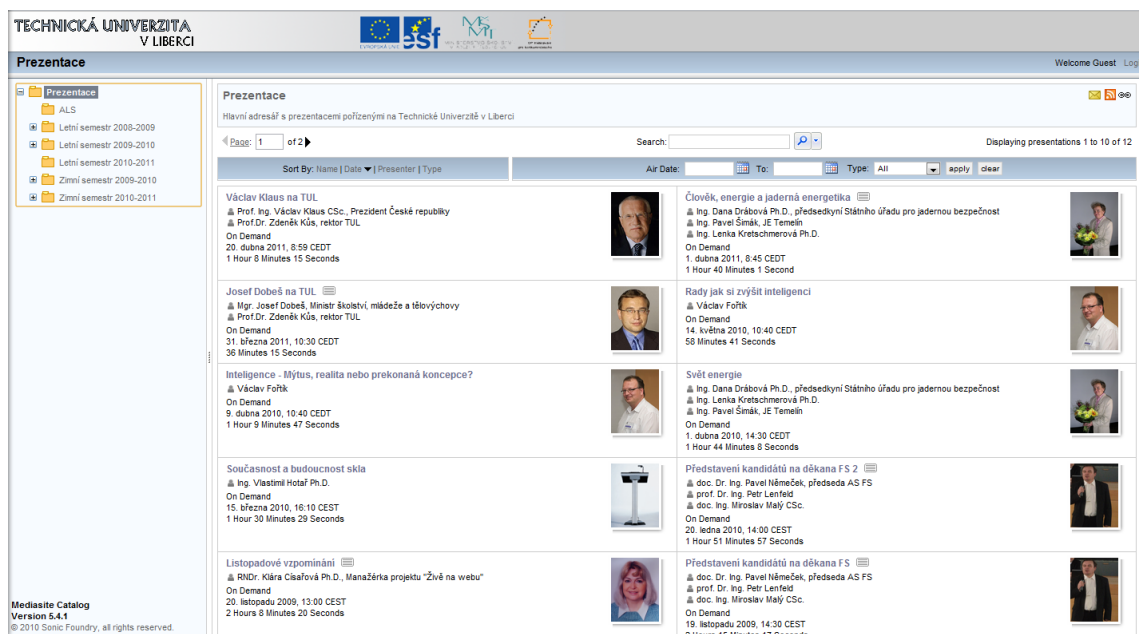 TECHNICKÁ UNIVERZITA
V LIBERCI
EVROPSKÁ UNIE
esf
Prezentace
Welcome Guest Log
Prezentace
ALS
Letní semestr 2008-2009
Letní semestr 2009-2010
Letní semestr 2010-2011
Zimní semestr 2009-2010
Zimní semestr 2010-2011
Mediasite Catalog
Version 5.4.1
© 2010 Sonic Foundry, all rights reserved.
Prezentace
Hlavní adresář s prezentacemi pořízenými na Technické Univerzitě v Liberci
Page: 1 of 2 Search: Displaying presentations 1 to 10 of 12
Sort By: Name | Date ▼ | Presenter | Type Air Date: To: Type: All apply clear
Václav Klaus na TUL
Prof. Ing. Václav Klaus CSc., Prezident České republiky
Prof.Dr. Zdeněk Kůs, rektor TUL
On Demand
20. dubna 2011, 8:59 CEDT
1 Hour 8 Minutes 15 Seconds
Člověk, energie a jaderná energetika
Ing. Dana Drábová Ph.D., předsedkyní Státního úřadu pro jadernou bezpečnost
Ing. Pavel Šimák, JE Temelín
Ing. Lenka Kretschmerová Ph.D.
On Demand
1. dubna 2011, 8:45 CEDT
1 Hour 40 Minutes 1 Second
Josef Dobeš na TUL
Mgr. Josef Dobeš, Ministr školství, mládeže a tělovýchovy
Prof.Dr. Zdeněk Kůs, rektor TUL
On Demand
31. března 2011, 10:30 CEDT
36 Minutes 15 Seconds
Rady jak si zvýšit inteligenci
Václav Fořtík
On Demand
14. května 2010, 10:40 CEDT
58 Minutes 41 Seconds
Inteligence - Mýtus, realita nebo prekonaná koncepce?
Václav Fořtík
On Demand
9. dubna 2010, 10:40 CEDT
1 Hour 9 Minutes 47 Seconds
Svět energie
Ing. Dana Drábová Ph.D., předsedkyní Státního úřadu pro jadernou bezpečnost
Ing. Lenka Kretschmerová Ph.D.
Ing. Pavel Šimák, JE Temelín
On Demand
1. dubna 2010, 14:30 CEDT
1 Hour 44 Minutes 8 Seconds
Současnost a budoucnost skla
Ing. Vlastimil Hotař Ph.D.
On Demand
15. března 2010, 16:10 CEST
1 Hour 30 Minutes 29 Seconds
Představení kandidátů na děkana FS 2
doc. Dr. Ing. Pavel Němeček, předseda AS FS
prof. Dr. Ing. Petr Lenfeld
doc. Ing. Miroslav Malý CSc.
On Demand
20. ledna 2010, 14:00 CEST
1 Hour 51 Minutes 57 Seconds
Listopadové vzpomínání
RNDr. Klára Císařová Ph.D., Manažérka projektu "Živě na webu"
On Demand
20. listopadu 2009, 13:00 CEST
2 Hours 8 Minutes 20 Seconds
Představení kandidátů na děkana FS
doc. Dr. Ing. Pavel Němeček, předseda AS FS
prof. Dr. Ing. Petr Lenfeld
doc. Ing. Miroslav Malý CSc.
On Demand
19. listopadu 2009, 14:30 CEST